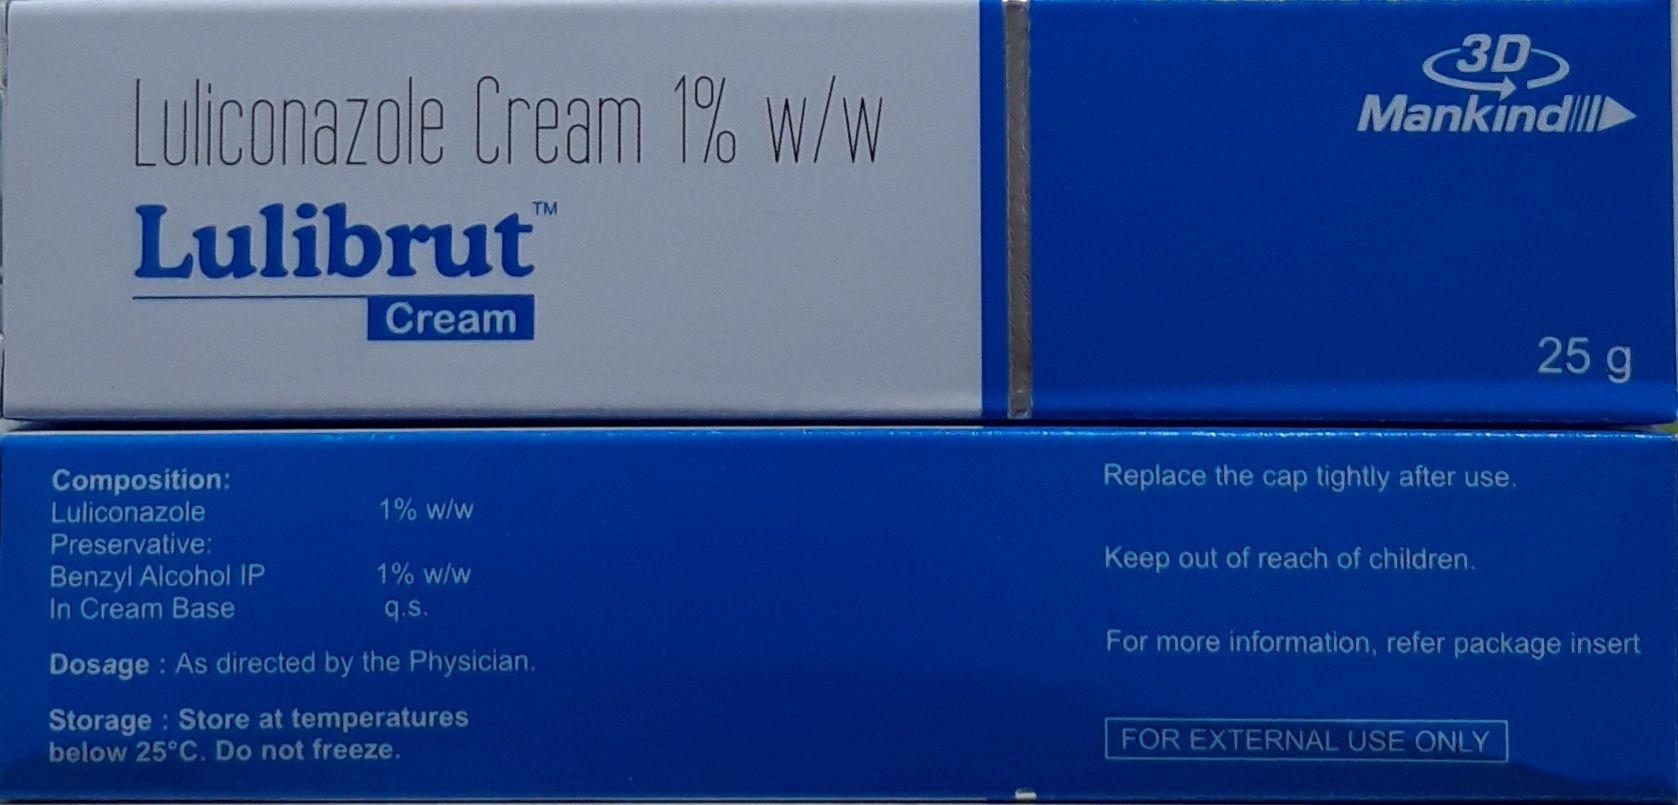 Luliconazole Cream 1% w/w
Lulibrut™
Cream
3D
Mankind
25 g
Composition:
Luliconazole 1% w/w
Preservative:
Benzyl Alcohol IP 1% w/w
In Cream Base q.s.
Dosage : As directed by the Physician.
Storage : Store at temperatures
below 25°C. Do not freeze.
Replace the cap tightly after use.
Keep out of reach of children.
For more information, refer package insert
FOR EXTERNAL USE ONLY